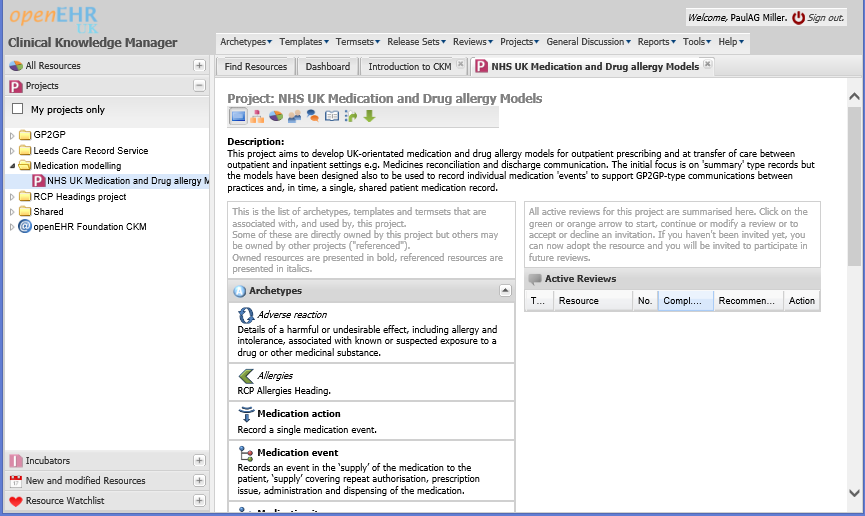 openEHR
UK
Clinical Knowledge Manager
Welcome, PaulAG Miller. Sign out.
Archetypes Templates Termsets Release Sets Reviews Projects General Discussion Reports Tools Help
All Resources
Projects
My projects only
GP2GP
Leeds Care Record Service
Medication modelling
NHS UK Medication and Drug allergy M
RCP Headings project
Shared
openEHR Foundation CKM
Incubators
New and modified Resources
Resource Watchlist
Find Resources Dashboard Introduction to CKM NHS UK Medication and Drug allergy Models
Project: NHS UK Medication and Drug allergy Models
Description:
This project aims to develop UK-orientated medication and drug allergy models for outpatient prescribing and at transfer of care between
outpatient and inpatient settings e.g. Medicines reconciliation and discharge communication. The initial focus is on 'summary' type records but
the models have been designed also to be used to record individual medication 'events' to support GP2GP-type communications between
practices and, in time, a single, shared patient medication record.
This is the list of archetypes, templates and termsets that are
associated with, and used by, this project.
Some of these are directly owned by this project but others may
be owned by other projects ("referenced").
Owned resources are presented in bold, referenced resources are
presented in italics.
Archetypes
Adverse reaction
Details of a harmful or undesirable effect, including allergy and
intolerance, associated with known or suspected exposure to a
drug or other medicinal substance.
Allergies
RCP Allergies Heading.
Medication action
Record a single medication event.
Medication event
Records an event in the 'supply' of the medication to the
patient, 'supply' covering repeat authorisation, prescription
issue, administration and dispensing of the medication.
All active reviews for this project are summarised here. Click on the
green or orange arrow to start, continue or modify a review or to
accept or decline an invitation. If you haven't been invited yet, you
can now adopt the resource and you will be invited to participate in
future reviews.
Active Reviews
T... Resource No. Compl.... Recommen... Action